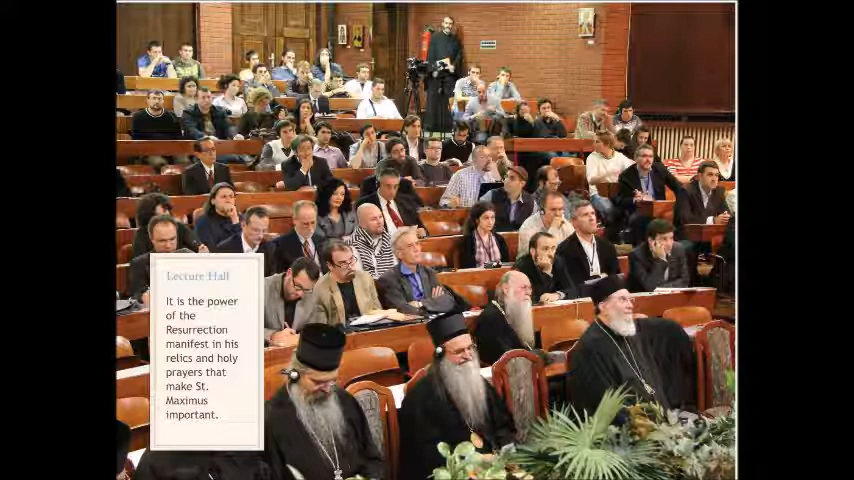 Lecture Hall
It is the power
of the
Resurrection
manifest in his
relics and holy
prayers that
make St.
Maximus
important.